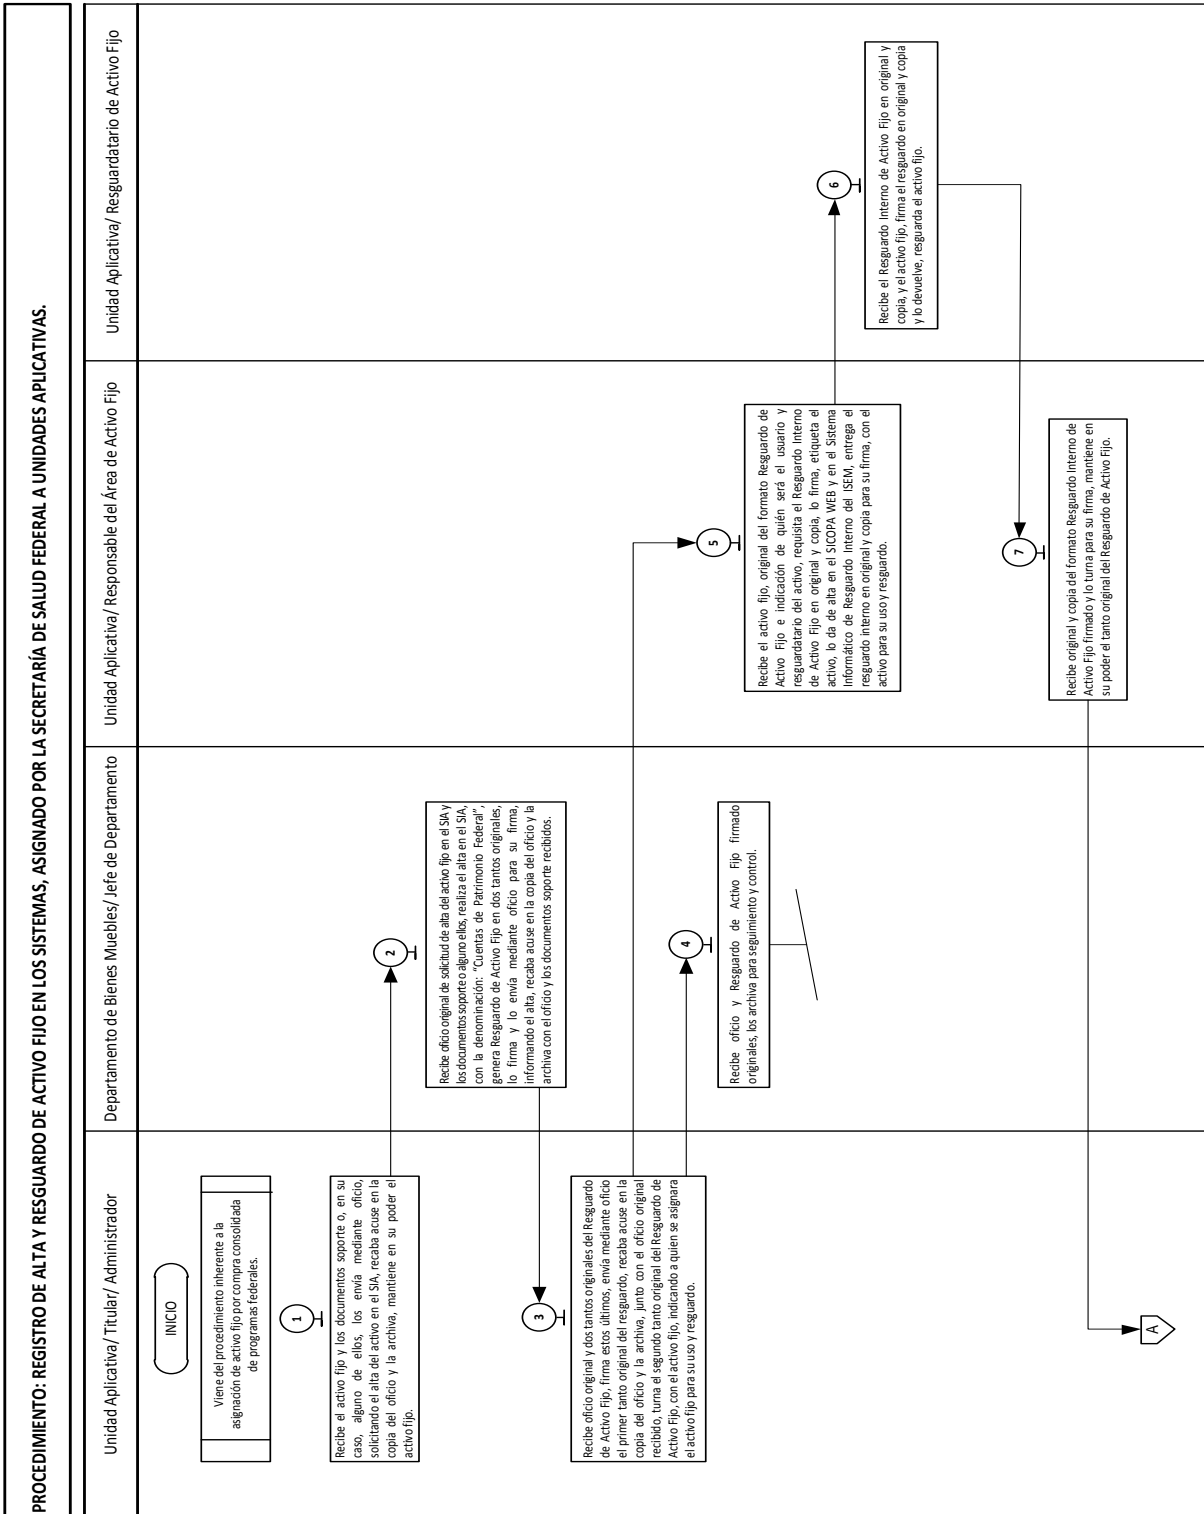 PROCEDIMIENTO: REGISTRO DE ALTA Y RESGUARDO DE ACTIVO FIJO EN LOS SISTEMAS, ASIGNADO POR LA SECRETARÍA DE SALUD FEDERAL A UNIDADES APLICATIVAS.
Unidad Aplicativa/ Titular/ Administrador
Departamento de Bienes Muebles/ Jefe de Departamento
Unidad Aplicativa/ Responsable del Área de Activo Fijo
Unidad Aplicativa/ Resguardatario de Activo Fijo
INICIO
Viene del procedimiento inherente a la
asignación de activo fijo por compra consolidada
de programas federales.
1
Recibe el activo fijo y los documentos soporte o, en su
caso, alguno de ellos, los envía mediante oficio,
solicitando el alta del activo en el SIA, recaba acuse en la
copia del oficio y la archiva, mantiene en su poder el
activo fijo.
2
Recibe oficio original de solicitud de alta del activo fijo en el SIA y
los documentos soporte o alguno ellos, realiza el alta en el SIA,
con la denominación: “Cuentas de Patrimonio Federal”,
genera Resguardo de Activo Fijo en dos tantos originales,
lo firma y lo envía mediante oficio para su firma,
informando el alta, recaba acuse en la copia del oficio y la
archiva con el oficio y los documentos soporte recibidos.
3
Recibe oficio original y dos tantos originales del Resguardo
de Activo Fijo, firma estos últimos, envía mediante oficio
el primer tanto original del resguardo, recaba acuse en la
copia del oficio y la archiva, junto con el oficio original
recibido, turna el segundo tanto original del Resguardo de
Activo Fijo, con el activo fijo, indicando a quien se asignara
el activo fijo para su uso y resguardo.
4
Recibe oficio y Resguardo de Activo Fijo firmado
originales, los archiva para seguimiento y control.
5
Recibe el activo fijo, original del formato Resguardo de
Activo Fijo e indicación de quién será el usuario y
resguardatario del activo, requisita el Resguardo Interno
de Activo Fijo en original y copia, lo firma, etiqueta el
activo, lo da de alta en el SICOPA WEB y en el Sistema
Informático de Resguardo Interno del ISEM, entrega el
resguardo interno en original y copia para su firma, con el
activo para su uso y resguardo.
6
Recibe el Resguardo Interno de Activo Fijo en original y
copia, y el activo fijo, firma el resguardo en original y copia
y lo devuelve, resguarda el activo fijo.
7
Recibe original y copia del formato Resguardo Interno de
Activo Fijo firmado y lo turna para su firma, mantiene en
su poder el tanto original del Resguardo de Activo Fijo.
A